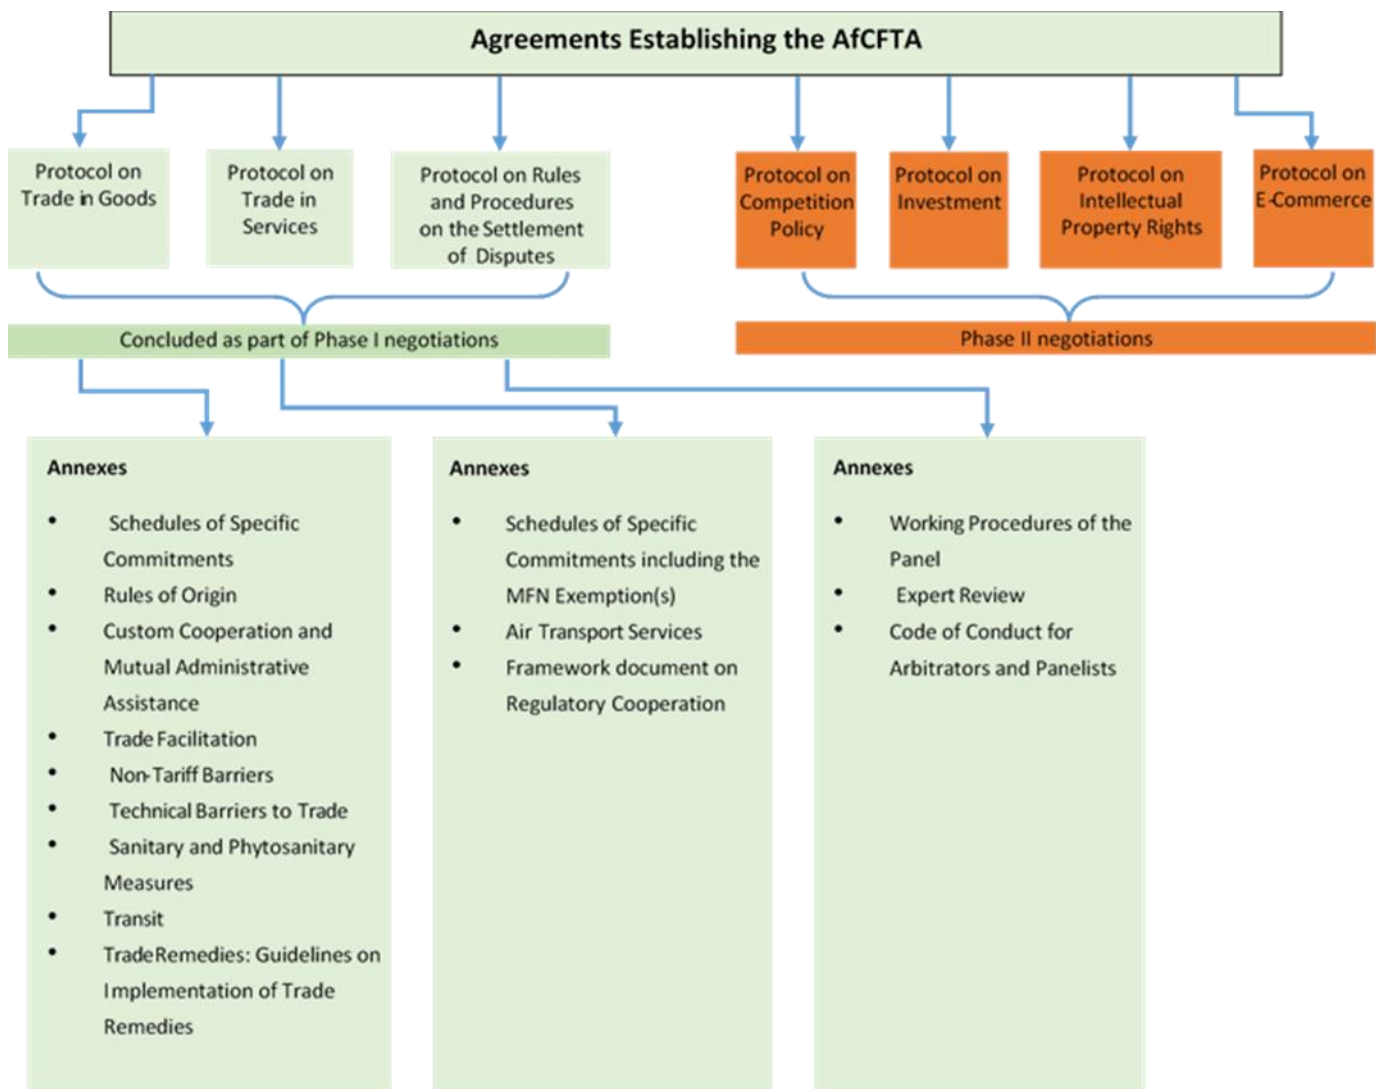 Agreements Establishing the AfCFTA
Protocol on
Trade in Goods
Protocol on
Trade in
Services
Protocol on Rules
and Procedures
on the Settlement
of Disputes
Protocol on
Competition
Policy
Protocol on
Investment
Protocol on
Intellectual
Property Rights
Protocol on
E-Commerce
Concluded as part of Phase I negotiations
Phase II negotiations
Annexes
• Schedules of Specific
Commitments
• Rules of Origin
• Custom Cooperation and
Mutual Administrative
Assistance
• Trade Facilitation
• Non-Tariff Barriers
• Technical Barriers to Trade
• Sanitary and Phytosanitary
Measures
• Transit
• Trade Remedies: Guidelines on
Implementation of Trade
Remedies
Annexes
• Schedules of Specific
Commitments including the
MFN Exemption(s)
• Air Transport Services
• Framework document on
Regulatory Cooperation
Annexes
• Working Procedures of the
Panel
• Expert Review
• Code of Conduct for
Arbitrators and Panelists